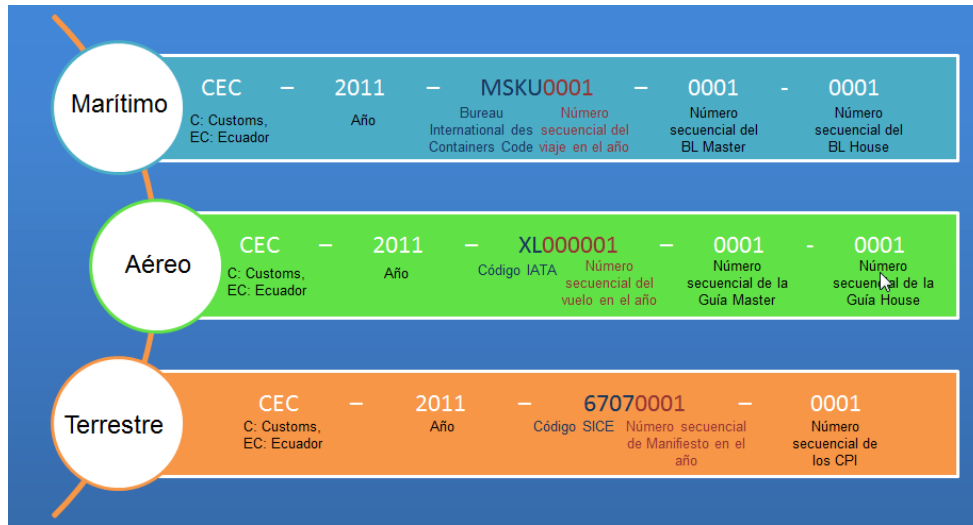 Marítimo
CEC – 2011 – MSKU0001 – 0001 - 0001
C: Customs,
EC: Ecuador
Año
Bureau
International des
Containers Code
Número
secuencial del
viaje en el año
Número
secuencial del
BL Master
Número
secuencial del
BL House
Aéreo
CEC – 2011 – XL000001 – 0001 - 0001
C: Customs,
EC: Ecuador
Año
Código IATA
Número
secuencial del
vuelo en el año
Número
secuencial de la
Guía Master
Número
secuencial de la
Guía House
Terrestre
CEC – 2011 – 67070001 – 0001
C: Customs,
EC: Ecuador
Año
Código SICE
Número secuencial
de Manifiesto en el
año
Número
secuencial de
los CPI